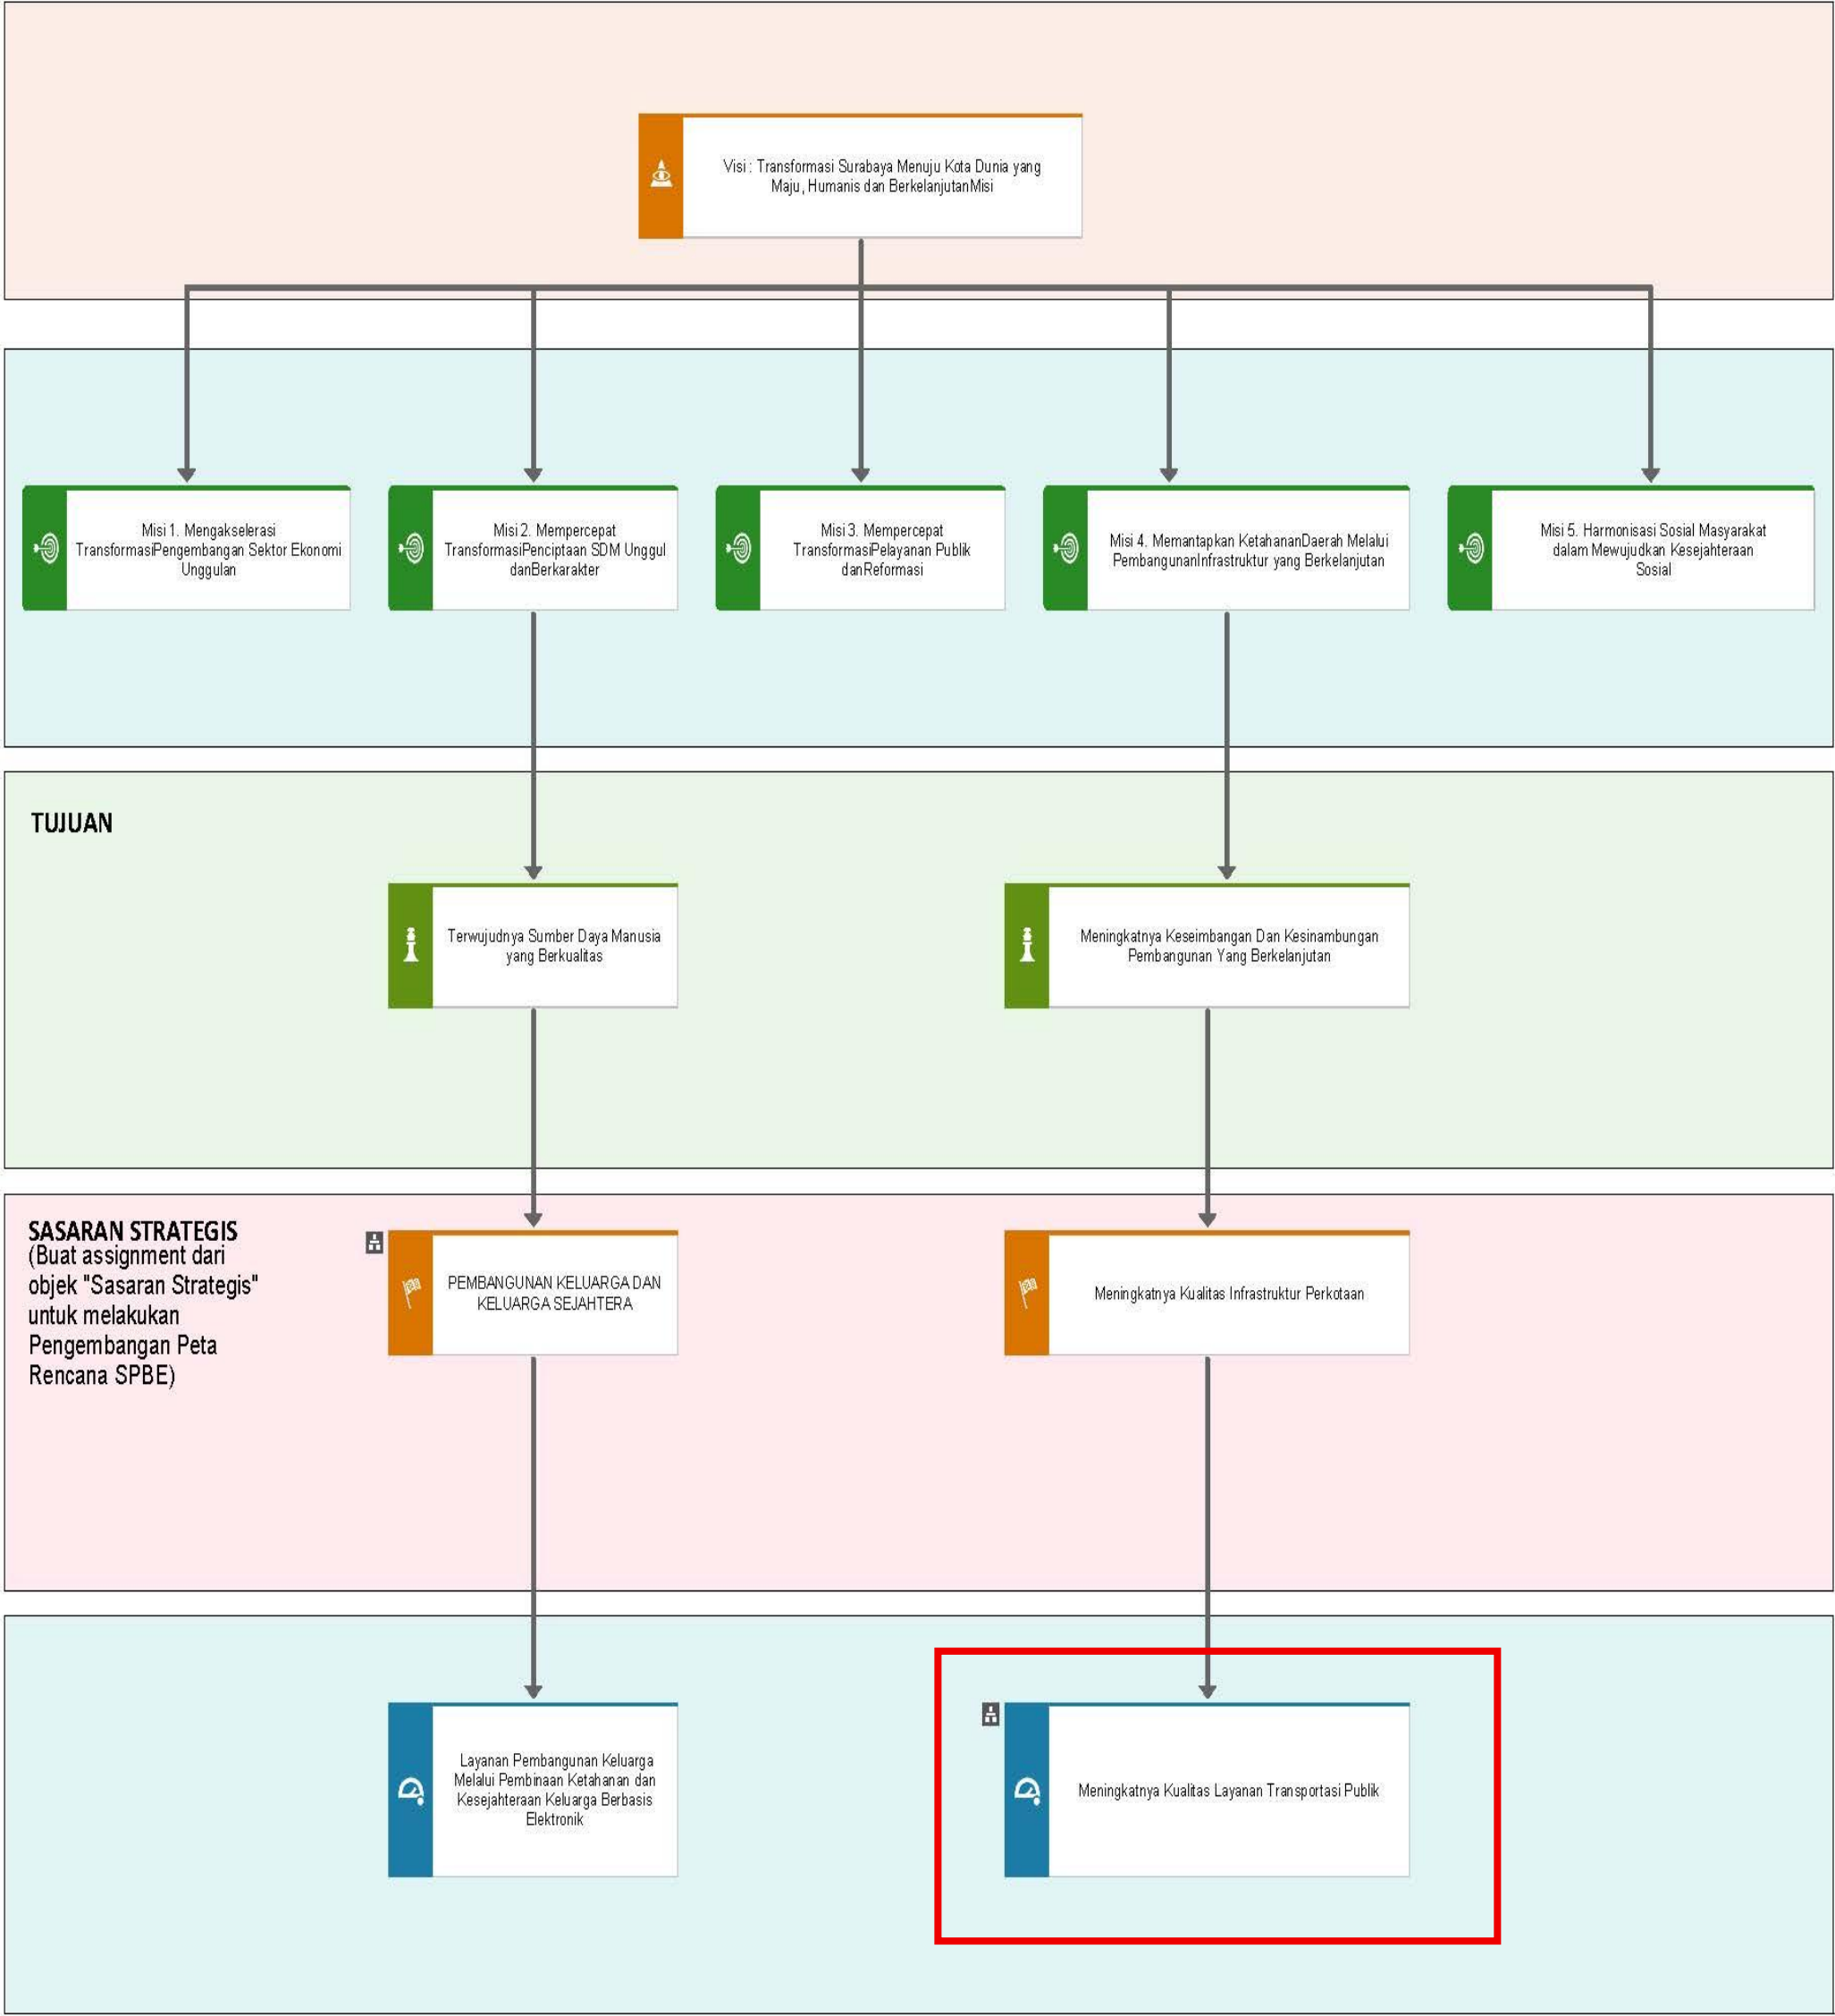 Visi : Transformasi Surabaya Menuju Kota Dunia yang
Maju, Humanis dan BerkelanjutanMisi
Misi 1. Mengakselerasi
TransformasiPengembangan Sektor Ekonomi
Unggulan
Misi 2. Mempercepat
TransformasiPenciptaan SDM Unggul
danBerkarakter
Misi 3. Mempercepat
TransformasiPelayanan Publik
danReformasi
Misi 4. Memantapkan KetahananDaerah Melalui
PembangunanInfrastruktur yang Berkelanjutan
Misi 5. Harmonisasi Sosial Masyarakat
dalam Mewujudkan Kesejahteraan
Sosial
TUJUAN
Terwujudnya Sumber Daya Manusia
yang Berkualitas
Meningkatnya Keseimbangan Dan Kesinambungan
Pembangunan Yang Berkelanjutan
SASARAN STRATEGIS
(Buat assignment dari
objek "Sasaran Strategis"
untuk melakukan
Pengembangan Peta
Rencana SPBE)
PEMBANGUNAN KELUARGA DAN
KELUARGA SEJAHTERA
Meningkatnya Kualitas Infrastruktur Perkotaan
Layanan Pembangunan Keluarga
Melalui Pembinaan Ketahanan dan
Kesejahteraan Keluarga Berbasis
Elektronik
Meningkatnya Kualitas Layanan Transportasi Publik